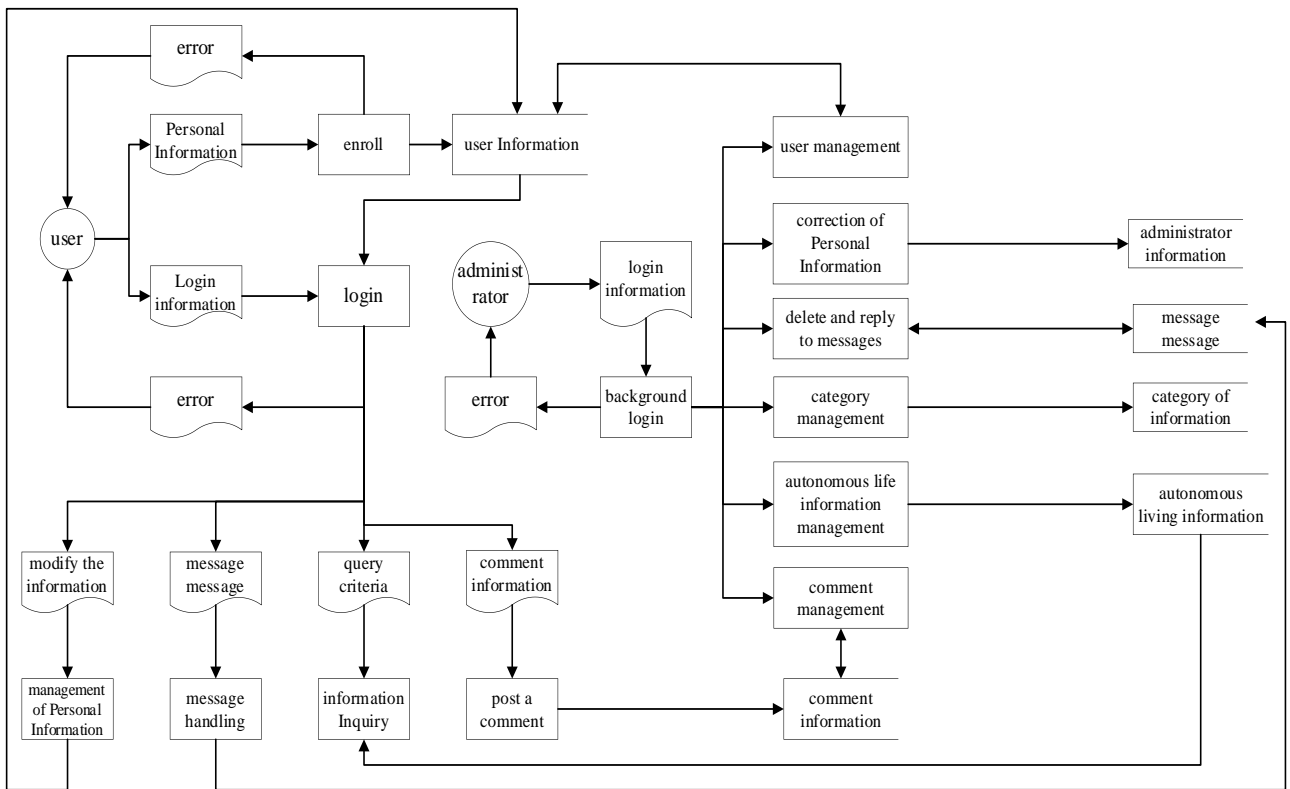 error
Personal
Information
enroll
user Information
user management
user
correction of
Personal
Information
administrator
information
Login
information
login
administ
rator
login
information
delete and reply
to messages
message
message
error
error
background
login
category
management
category of
information
autonomous life
information
management
autonomous
living information
modify the
information
message
message
query
criteria
comment
information
comment
management
management
of Personal
Information
message
handling
information
Inquiry
post a
comment
comment
information